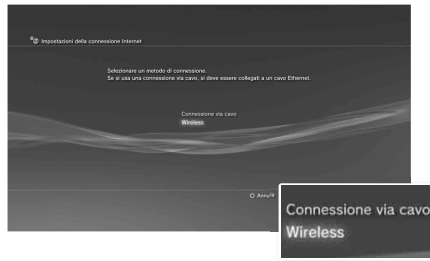 Impostazioni della connessione Internet
Selezionare un metodo di connessione.
Se si usa una connessione via cavo, si deve essere collegati a un cavo Ethernet.
Connessione via cavo
Wireless
Annulla
Connessione via cavo
Wireless